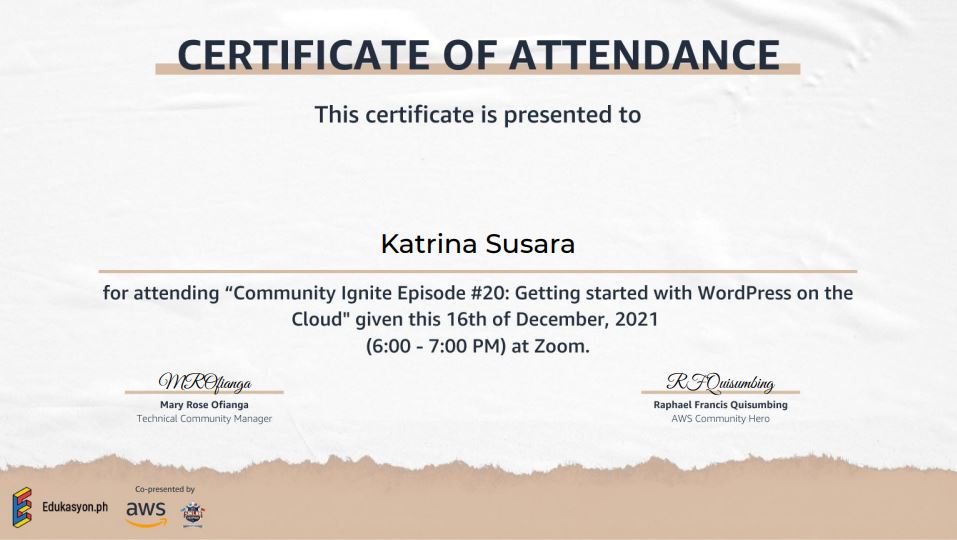 CERTIFICATE OF ATTENDANCE
This certificate is presented to
Katrina Susara
for attending “Community Ignite Episode #20: Getting started with WordPress on the
Cloud" given this 16th of December, 2021
(6:00 - 7:00 PM) at Zoom.
MROfianga
RFQuisumbing
Mary Rose Ofianga
Raphael Francis Quisumbing
Technical Community Manager
AWS Community Hero
Co-presented by
Edukasyon.ph
aws